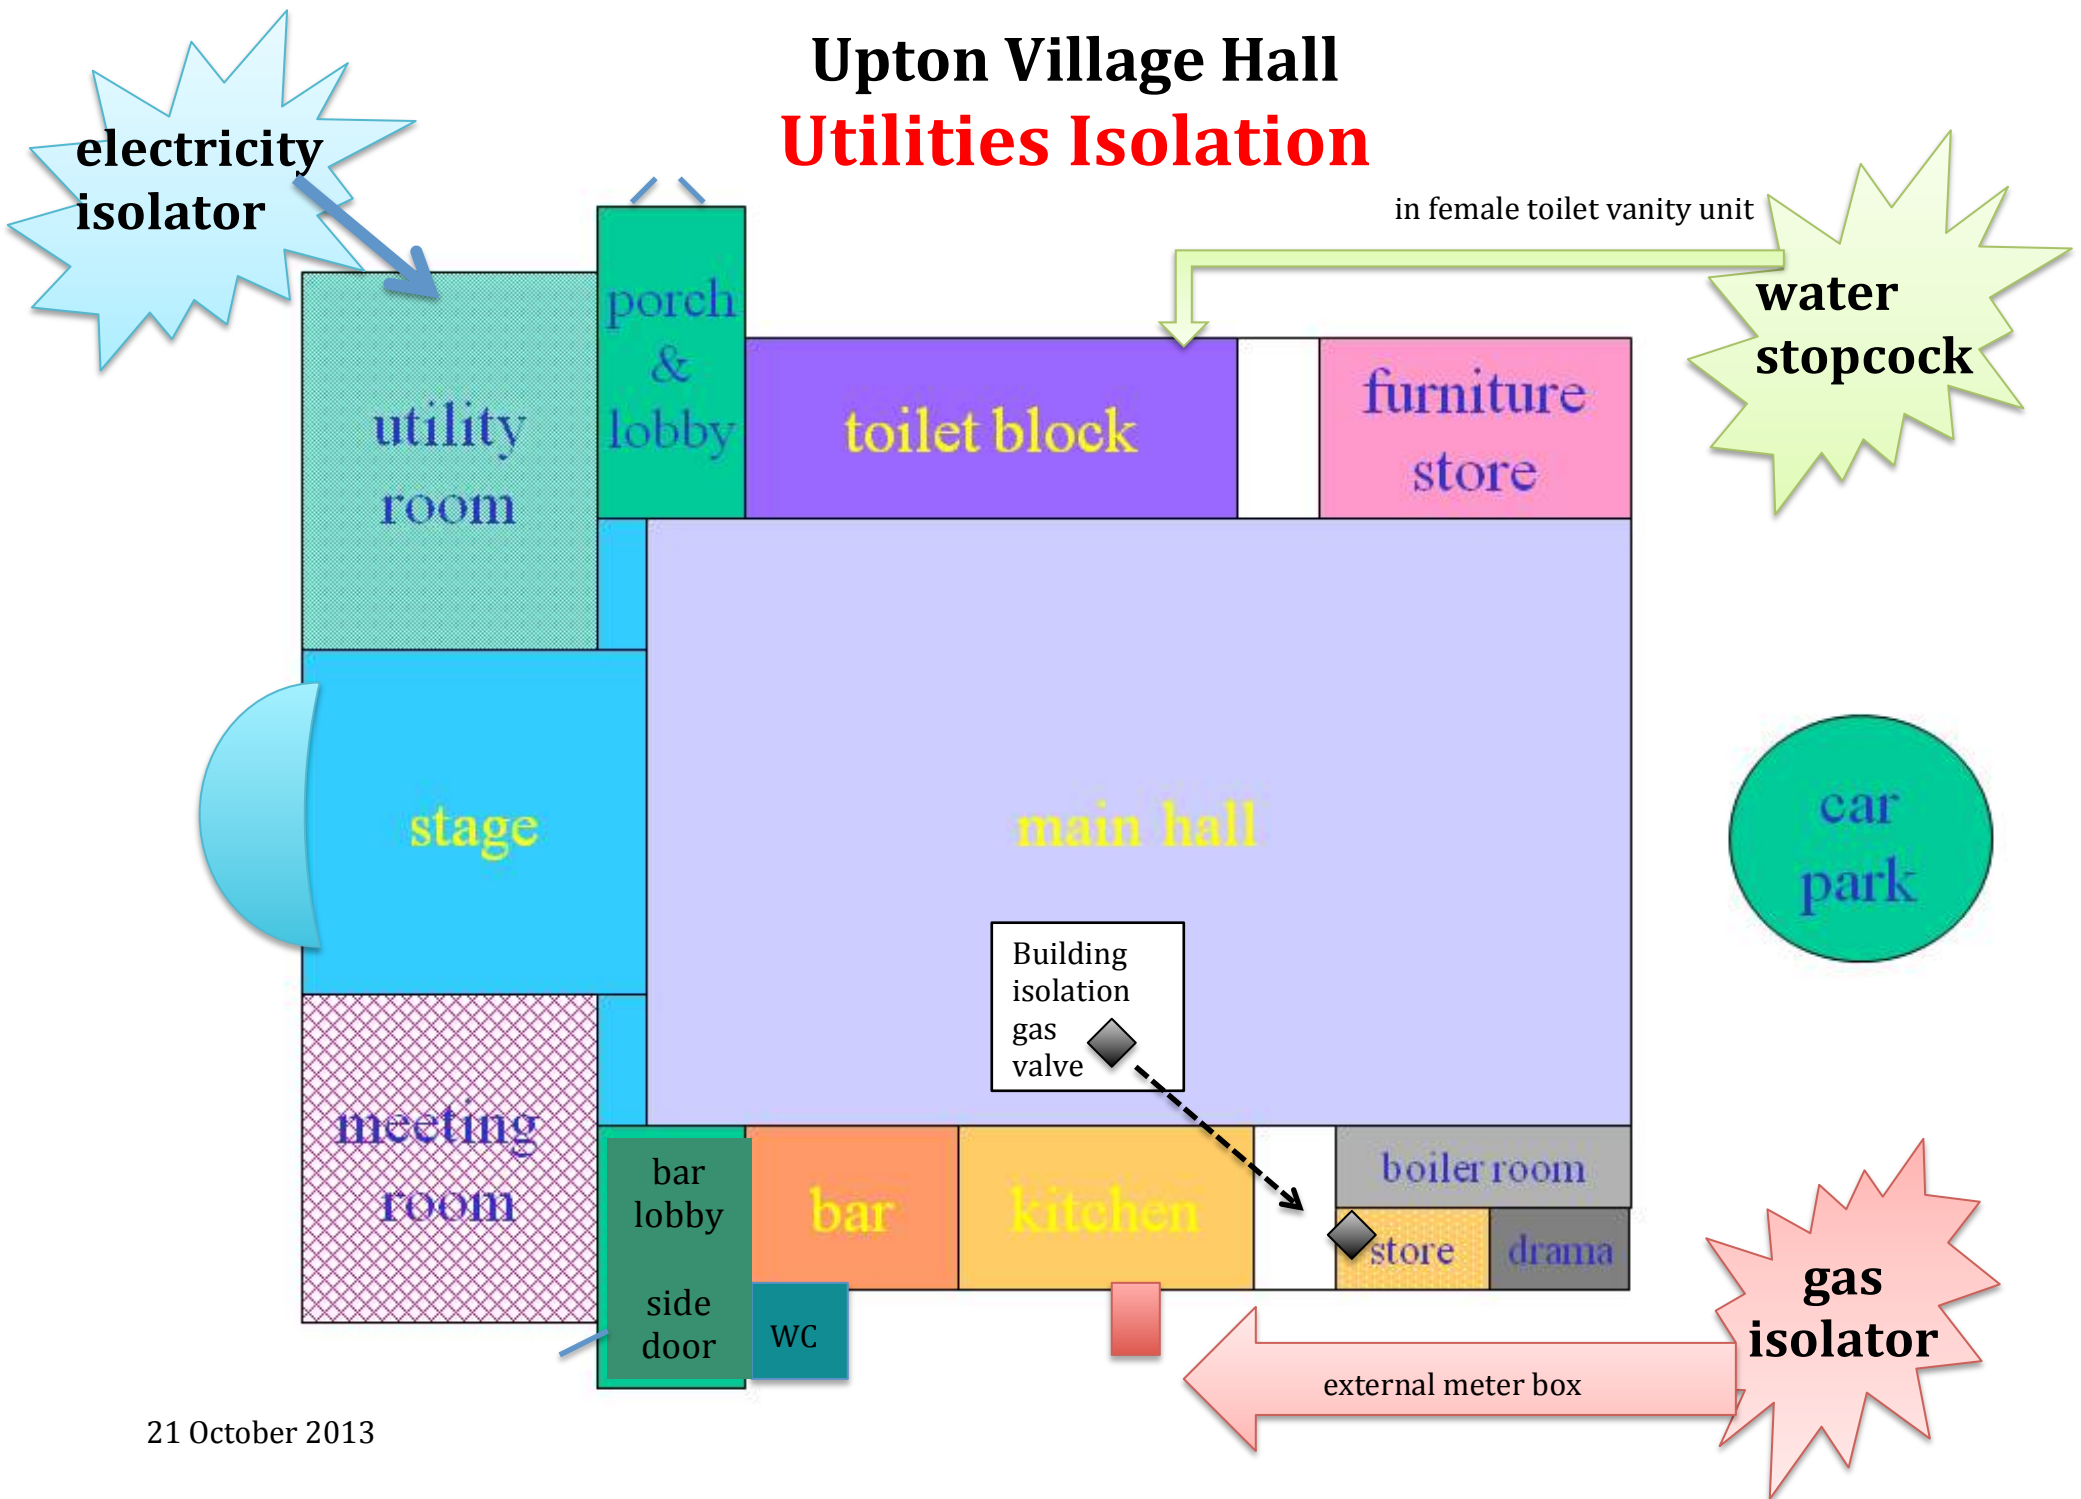 Upton Village Hall
Utilities Isolation
electricity
isolator
in female toilet vanity unit
water
stopcock
porch
&
lobby
utility
room
toilet block
furniture
store
stage
main hall
car
park
Building
isolation
gas
valve
meeting
room
bar
lobby
side
door
WC
bar
kitchen
boiler room
store
drama
gas
isolator
external meter box
21 October 2013